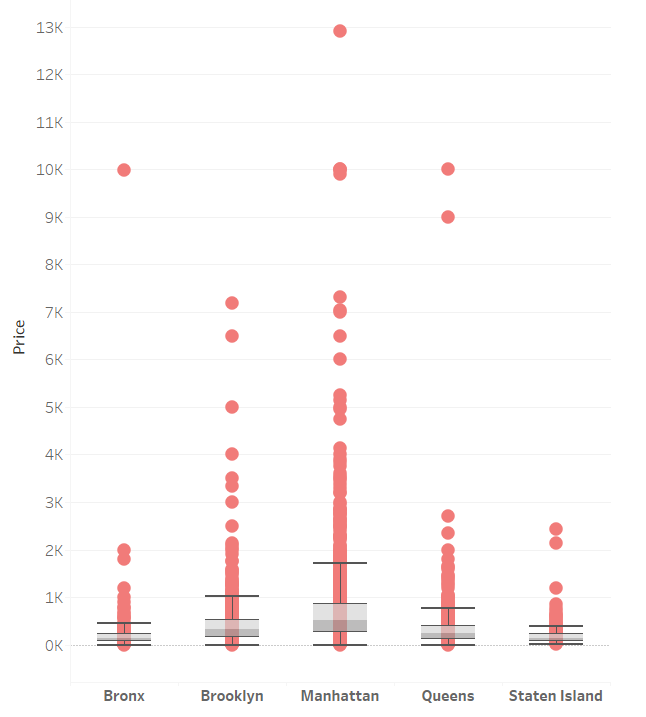 13K
12K
11K
10K
9K
8K
7K
6K
5K
4K
3K
2K
1K
0K
Price
Bronx Brooklyn Manhattan Queens Staten Island